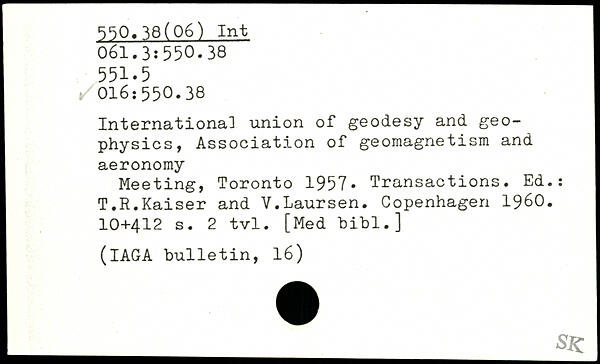 550.38(06) Int
061.3:550.38
551.5
016:550.38
International union of geodesy and geo-
physics, Association of geomagnetism and
aeronomy
Meeting, Toronto 1957. Transactions. Ed.:
T.R.Kaiser and V.Laursen. Copenhagen 1960.
10+412 s. 2 tvl. [Med bibl.]
(IAGA bulletin, 16)
SK